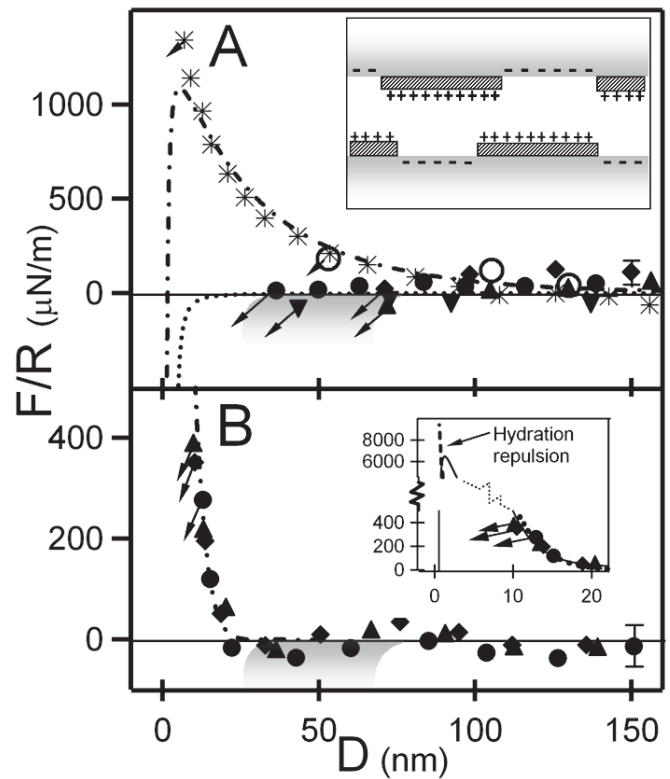 A
1000
500
0
- - -
- - - - - - -
++++++++++
++++
++++
++++++++++
- - - - - -
- - -
F/R (μN/m)
B
400
200
0
8000
6000
400
200
0
Hydration
repulsion
0
10
20
0
50
100
150
D (nm)